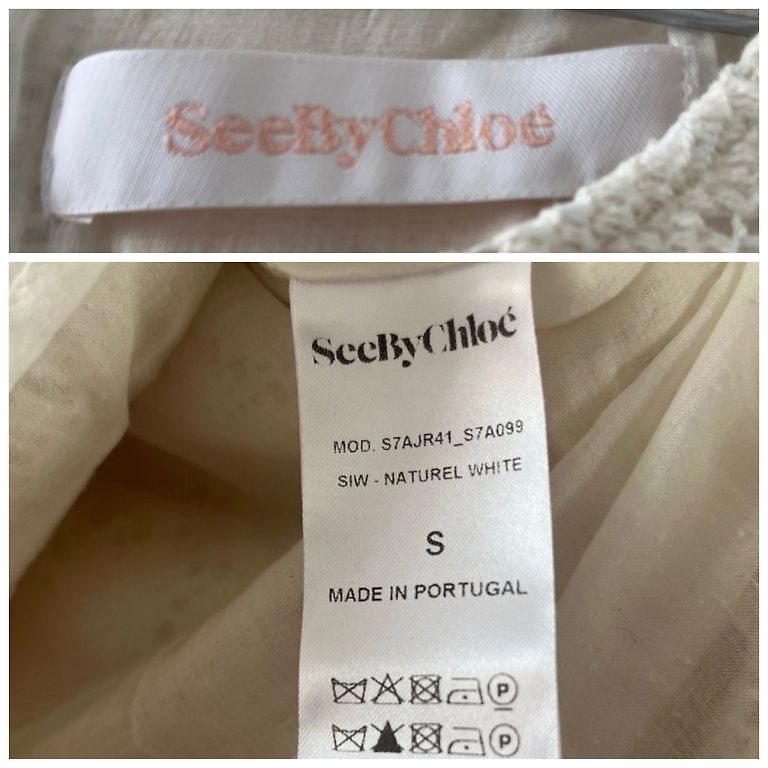 SeeByChloé
SeeByChloé
MOD. S7AJR41_S7A099
SIW - NATUREL WHITE
S
MADE IN PORTUGAL
P
P